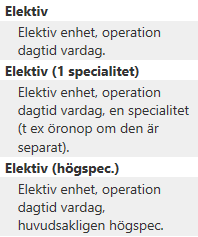 Elektiv
Elektiv enhet, operation
dagtid vardag.
Elektiv (1 specialitet)
Elektiv enhet, operation
dagtid vardag, en specialitet
(t ex öronop om den är
separat).
Elektiv (högspec.)
Elektiv enhet, operation
dagtid vardag,
huvudsakligen högspec.